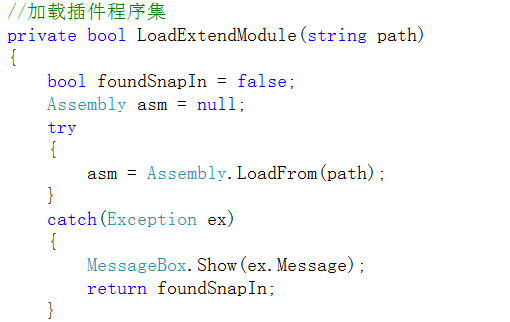 //加载插件程序集
private bool LoadExtendModule(string path)
{
    bool foundSnapIn = false;
    Assembly asm = null;
    try
    {
        asm = Assembly.LoadFrom(path);
    }
    catch(Exception ex)
    {
        MessageBox.Show(ex.Message);
        return foundSnapIn;
    }